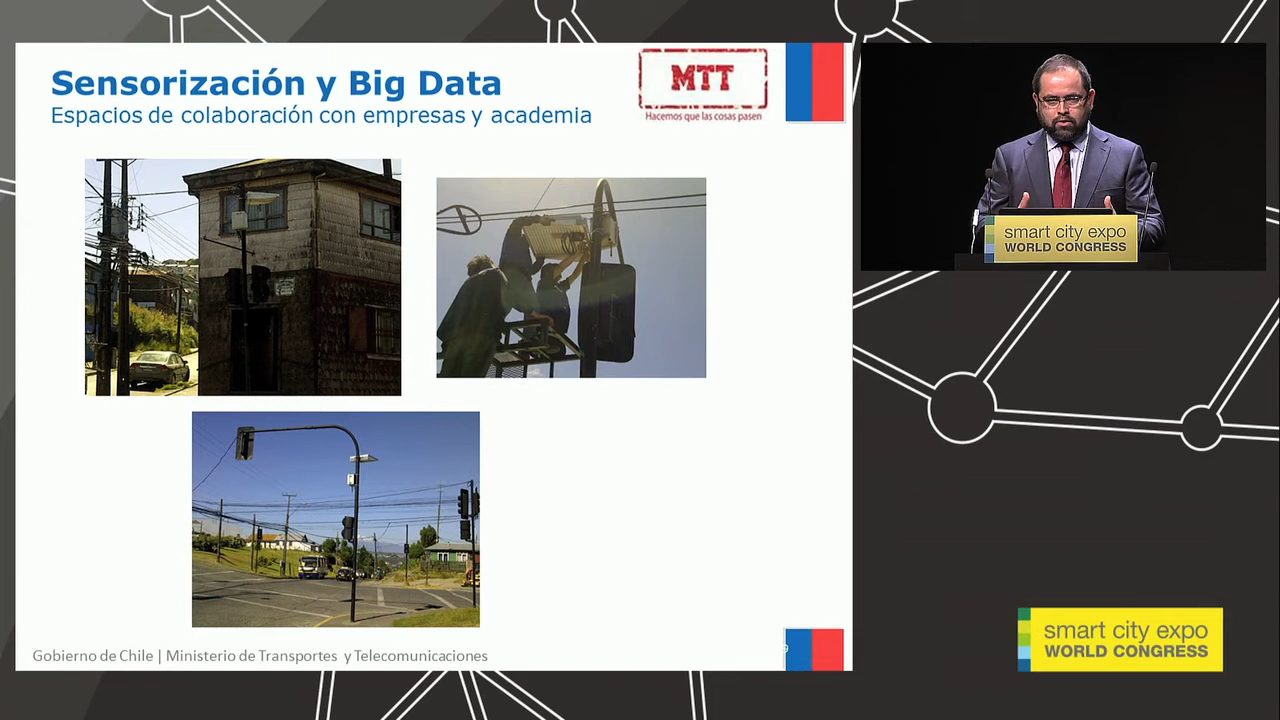 Sensorización y Big Data
Espacios de colaboración con empresas y academia
MTT
Hacemos que las cosas pasen
smart city expo
WORLD CONGRESS
Gobierno de Chile | Ministerio de Transportes y Telecomunicaciones
9
smart city expo
WORLD CONGRESS